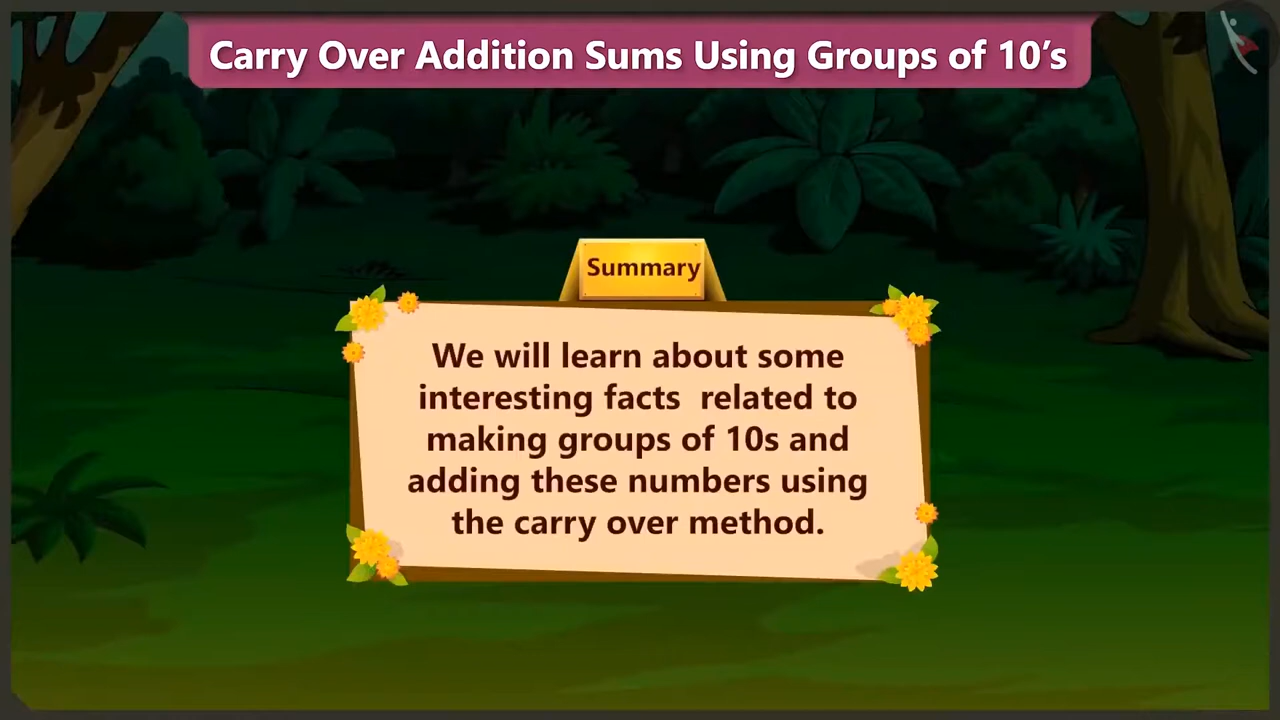 Carry Over Addition Sums Using Groups of 10’s
Summary
We will learn about some
interesting facts  related to
making groups of 10s and
adding these numbers using
the carry over method.